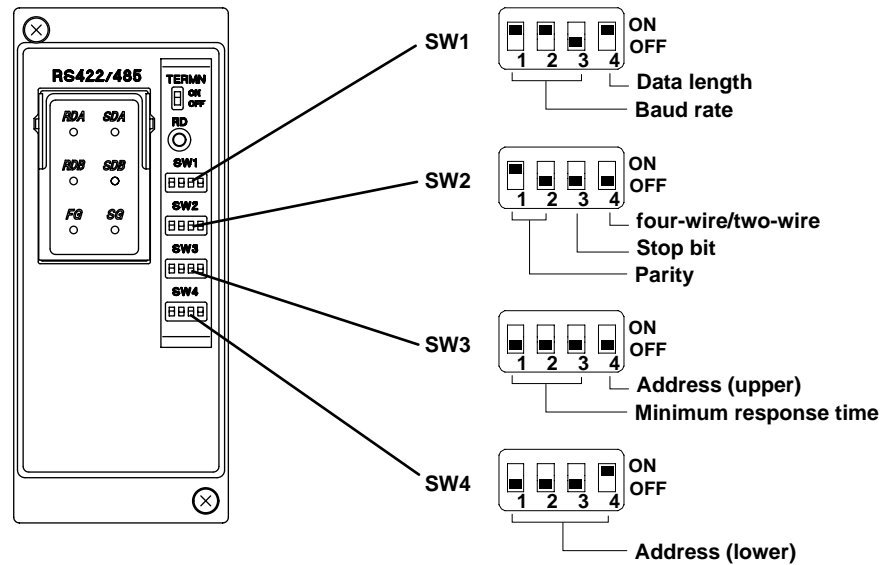 RS422/485
TERMN
ON
OFF
RDA SDA
RD
RDB SDB
FG SG
SW1
SW2
SW3
SW4
SW1
ON
OFF
1 2 3 4
Data length
Baud rate
SW2
ON
OFF
1 2 3 4
four-wire/two-wire
Stop bit
Parity
SW3
ON
OFF
1 2 3 4
Address (upper)
Minimum response time
SW4
ON
OFF
1 2 3 4
Address (lower)